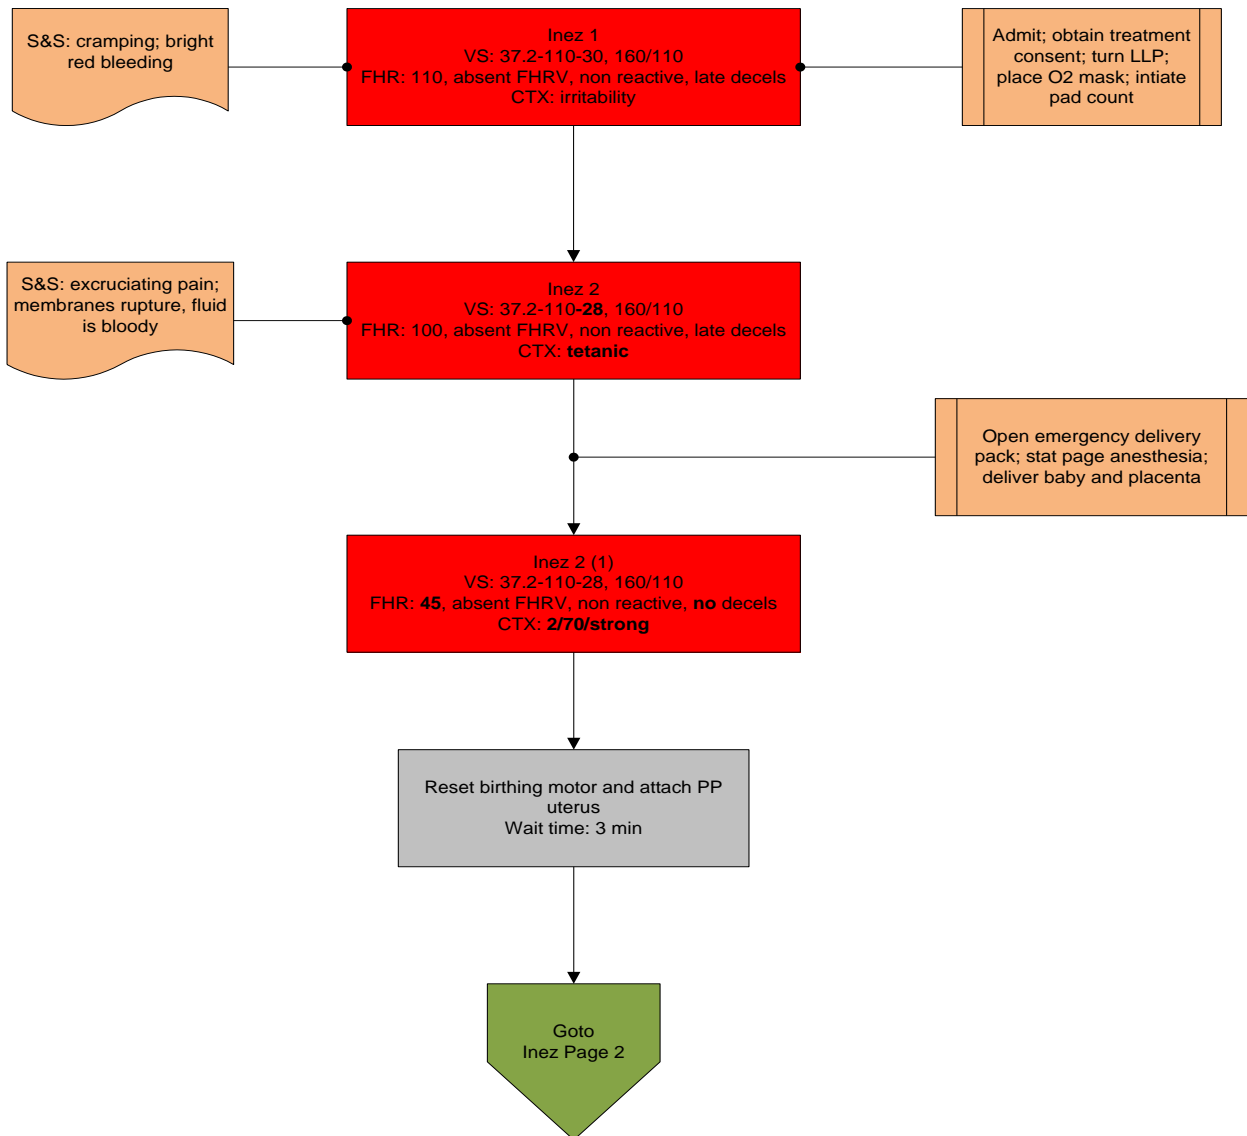 S&S: cramping; bright
red bleeding
Inez 1
VS: 37.2-110-30, 160/110
FHR: 110, absent FHRV, non reactive, late decels
CTX: irritability
Admit; obtain treatment
consent; turn LLP;
place O2 mask; intiate
pad count
S&S: excruciating pain;
membranes rupture, fluid
is bloody
Inez 2
VS: 37.2-110-28, 160/110
FHR: 100, absent FHRV, non reactive, late decels
CTX: tetanic
Open emergency delivery
pack; stat page anesthesia;
deliver baby and placenta
Inez 2 (1)
VS: 37.2-110-28, 160/110
FHR: 45, absent FHRV, non reactive, no decels
CTX: 2/70/strong
Reset birthing motor and attach PP
uterus
Wait time: 3 min
Goto
Inez Page 2